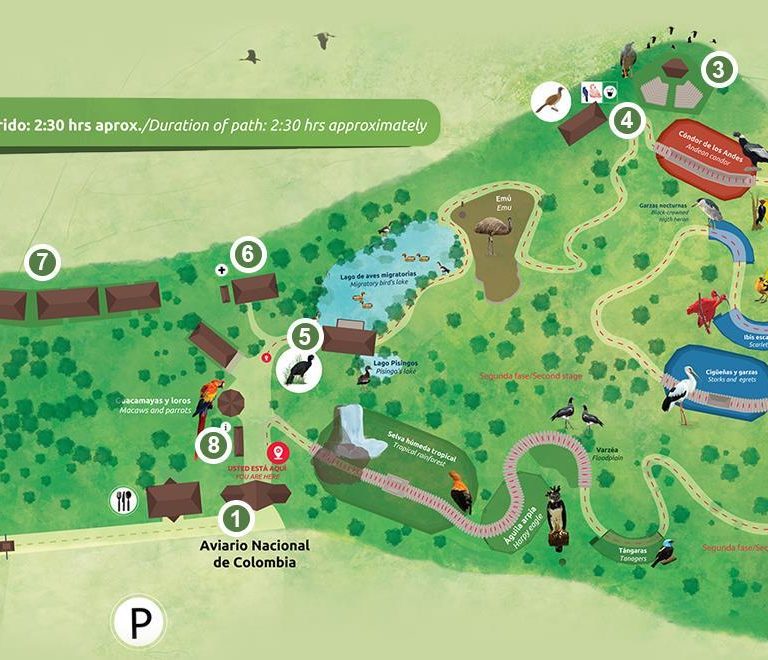 rido: 2:30 hrs aprox./Duration of path: 2:30 hrs approximately
3
4
Cóndor de los Andes
Andean condor
Garzas nocturnas
Black-crowned
nigth heron
Emú
Emu
7
6
Lago de aves migratorias
Migratory bird's lake
5
Lago Pisingos
Pisingo's lake
Ibis esca
Scarlet
Cigüeñas y garzas
Storks and egrets
Segunda fase/Second stage
Guacamayas y loros
Macaws and parrots
i
8
USTED ESTÁ AQUÍ
YOU ARE HERE
Selva húmeda tropical
Tropical rainforest
Varzéa
Floodplain
Águila arpía
Harpy eagle
Tángaras
Tanagers
Segunda fase/Sec
1
Aviario Nacional
de Colombia
P